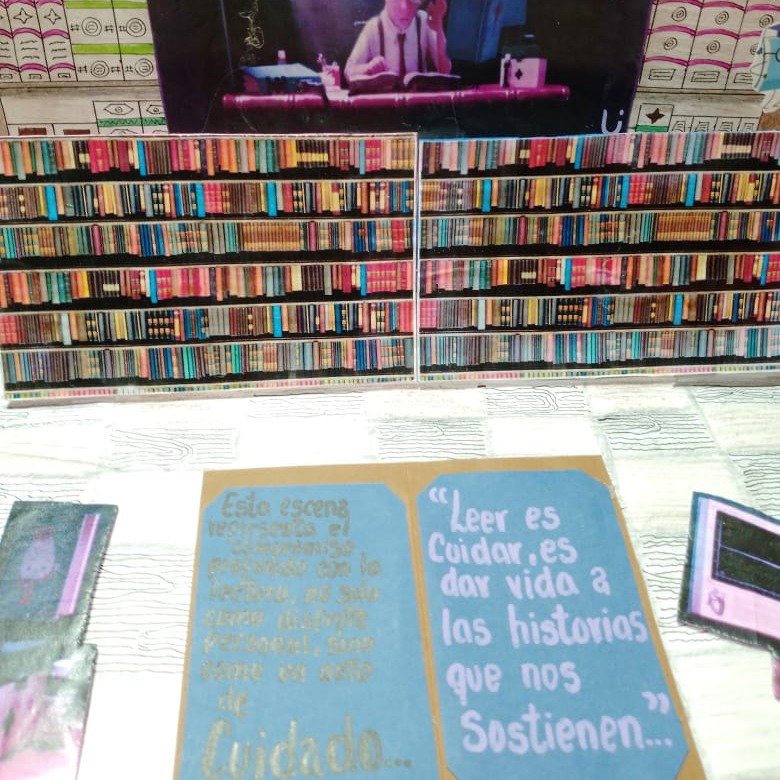 Esta escena
representa el
compromiso
profundo con la
lectura, no solo
como disfrute
Personal, sino
como un acto
de
Cuidado...
"Leer es
Cuidar, es
dar vida a
las historias
que nos
Sostienen..."